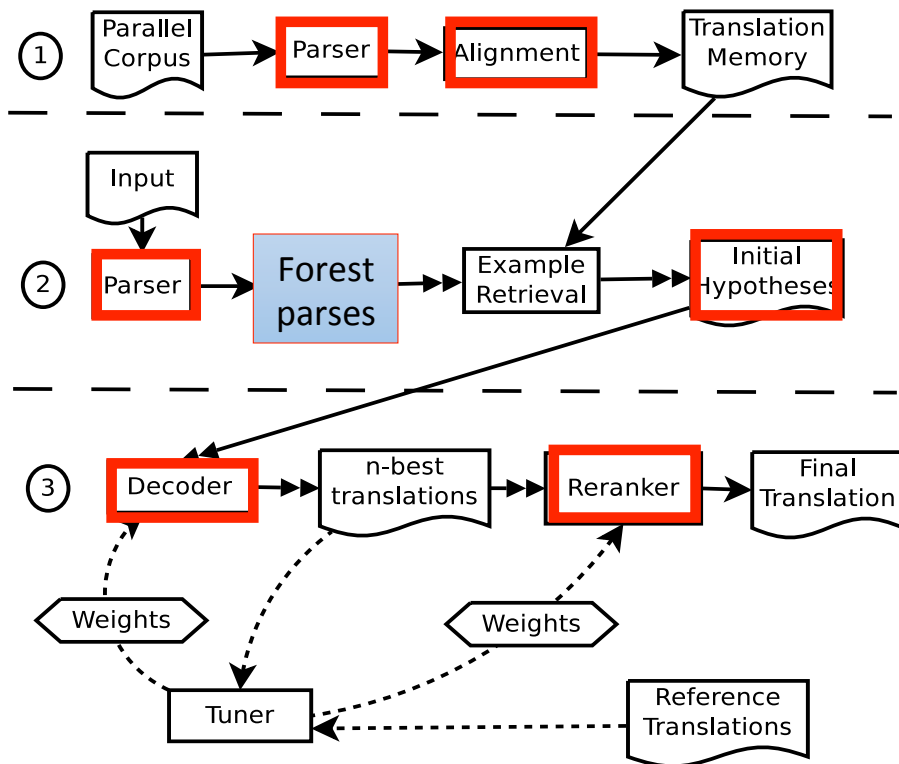 1
Parallel
Corpus
Parser
Alignment
Translation
Memory
2
Input
Parser
Forest
parses
Example
Retrieval
Initial
Hypotheses
3
Decoder
n-best
translations
Reranker
Final
Translation
Weights
Weights
Tuner
Reference
Translations